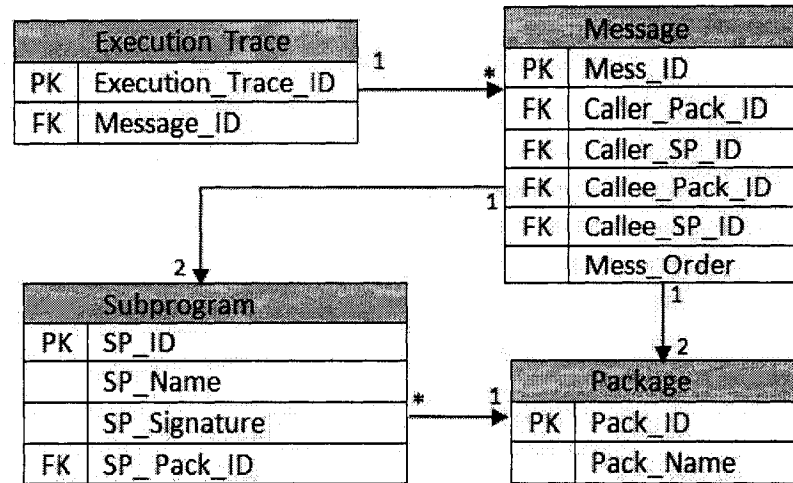 Execution Trace
PK Execution_Trace_ID
FK Message_ID
1
*
Message
PK Mess_ID
FK Caller_Pack_ID
FK Caller_SP_ID
FK Callee_Pack_ID
FK Callee_SP_ID
Mess_Order
1
2
1
2
Subprogram
PK SP_ID
SP_Name
SP_Signature
FK SP_Pack_ID
*
1
Package
PK Pack_ID
Pack_Name